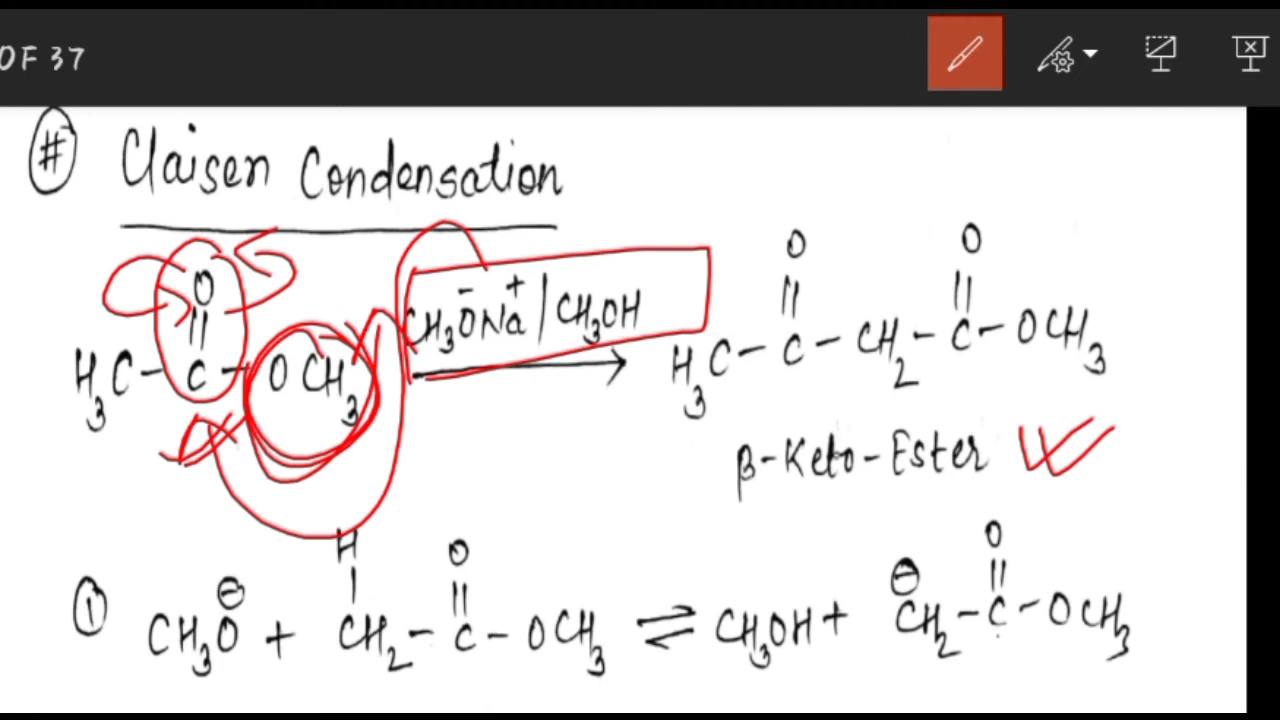 OF 37
# Claisen Condensation
O O O
|| || ||
H₃C-C-OCH₃ CH₃O⁻Na⁺/CH₃OH → H₃C-C-CH₂-C-OCH₃
β-Keto-Ester
H O O
| || ||
① CH₃O⊖ + CH₂-C-OCH₃ ⇌ CH₃OH + ⊖CH₂-C-OCH₃